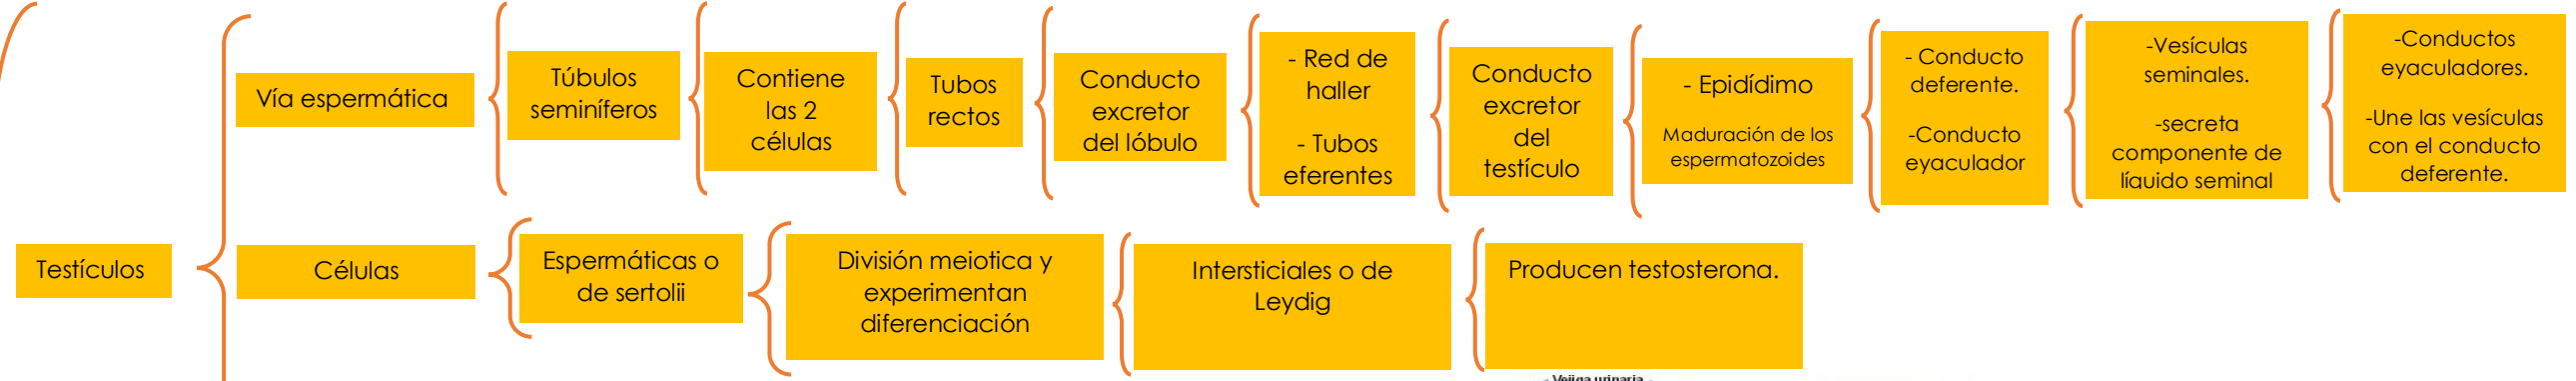 Vía espermática
Túbulos
seminíferos
Contiene
las 2
células
Tubos
rectos
Conducto
excretor
del lóbulo
- Red de
haller
- Tubos
eferentes
Conducto
excretor
del
testículo
- Epidídimo
Maduración de los
espermatozoides
- Conducto
deferente.
-Conducto
eyaculador
-Vesículas
seminales.
-secreta
componente de
líquido seminal
-Conductos
eyaculadores.
-Une las vesículas
con el conducto
deferente.
Testículos
Células
Espermáticas o
de sertolii
División meiotica y
experimentan
diferenciación
Intersticiales o de
Leydig
Producen testosterona.
Vejiga urinaria